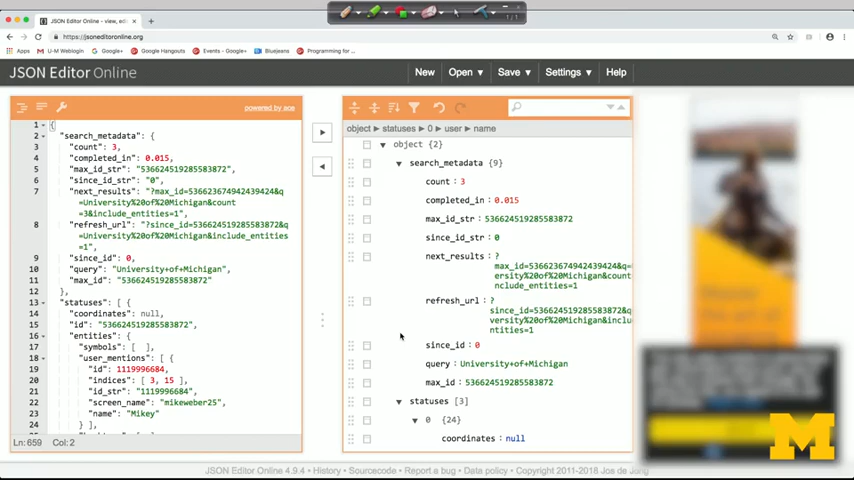 JSON Editor Online - view, edi
1/1
https://jsoneditoronline.org
Apps U-M Weblogin Google Google Hangouts Events - Google... Bluejeans Programming for ...
JSON Editor Online New Open ▼ Save ▼ Settings ▼ Help
powered by ace
1 {
2 "search_metadata": {
3 "count": 3,
4 "completed_in": 0.015,
5 "max_id_str": "536624519285583872",
6 "since_id_str": "0",
7 "next_results": "?max_id=536623674942439424&q
=University%20of%20Michigan&count
=3&include_entities=1",
8 "refresh_url": "?since_id=536624519285583872&q
=University%20of%20Michigan&include_entities
=1",
9 "since_id": 0,
10 "query": "University+of+Michigan",
11 "max_id": "536624519285583872"
12 },
13 "statuses": [ {
14 "coordinates": null,
15 "id": "536624519285583872",
16 "entities": {
17 "symbols": [ ],
18 "user_mentions": [ {
19 "id": 1119996684,
20 "indices": [ 3, 15 ],
21 "id_str": "1119996684",
22 "screen_name": "mikeweber25",
23 "name": "Mikey"
24 } ],
Ln:659 Col:2
object ► statuses ► 0 ► user ► name
object {2}
search_metadata {9}
count : 3
completed_in : 0.015
max_id_str : 536624519285583872
since_id_str : 0
next_results : ?
max_id=536623674942439424&q=
versity%20of%20Michigan&count
include_entities=1
refresh_url : ?
since_id=536624519285583872&q
versity%20of%20Michigan&inclu
ntities=1
since_id : 0
query : University+of+Michigan
max_id : 536624519285583872
statuses [3]
0 {24}
coordinates : null
M
JSON Editor Online 4.9.4 • History • Sourcecode • Report a bug • Data policy • Copyright 2011-2018 Jos de Jong